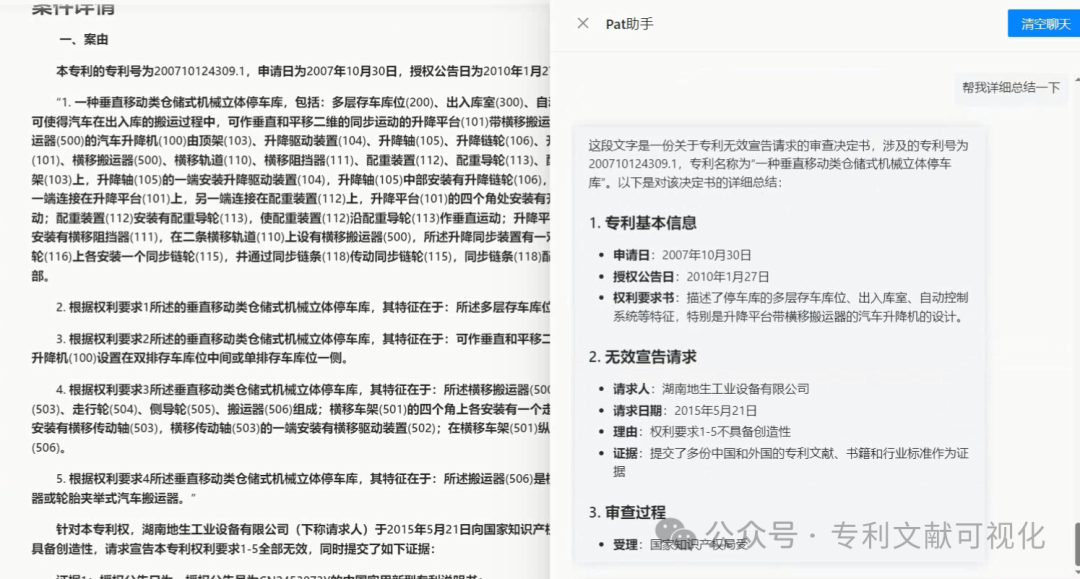 案件详情
一、案由
本专利的专利号为200710124309.1，申请日为2007年10月30日，授权公告日为2010年1月2
“1. 一种垂直移动类仓储式机械立体停车库，包括：多层存车库位(200)、出入库室(300)、自
可使得汽车在出入库的搬运过程中，可作垂直和平移二维的同步运动的升降平台(101)带横移搬
运器(500)的汽车升降机(100)由顶架(103)、升降驱动装置(104)、升降轴(105)、升降链轮(106)、
(101)、横移搬运器(500)、横移轨道(110)、横移阻挡器(111)、配重装置(112)、配重导轮(113)、
架(103)上，升降轴(105)的一端安装升降驱动装置(104)，升降轴(105)中部安装有升降链轮(106)，
一端连接在升降平台(101)上，另一端连接在配重装置(112)上，升降平台(101)的四个角处安装有
动；配重装置(112)安装有配重导轮(113)，使配重装置(112)沿配重导轮(113)作垂直运动；升降平
安装有横移阻挡器(111)，在二条横移轨道(110)上设有横移搬运器(500)，所述升降同步装置有一
轮(116)上各安装一个同步链轮(115)，并通过同步链条(118)传动同步链轮(115)，同步链条(118)
部。
2. 根据权利要求1所述的垂直移动类仓储式机械立体停车库，其特征在于：所述多层存车库位
3. 根据权利要求2所述的垂直移动类仓储式机械立体停车库，其特征在于：可作垂直和平移二
升降机(100)设置在双排存车库位中间或单排存车库位一侧。
4. 根据权利要求3所述垂直移动类仓储式机械立体停车库，其特征在于：所述横移搬运器(500
(503)、走行轮(504)、侧导轮(505)、搬运器(506)组成；横移车架(501)的四个角上各安装有一个走
安装有横移传动轴(503)，横移传动轴(503)的一端安装有横移驱动装置(502)；在横移车架(501)纵
(506)。
5. 根据权利要求4所述垂直移动类仓储式机械立体停车库，其特征在于：所述搬运器(506)是
器或轮胎夹举式汽车搬运器。”
针对本专利权，湖南地生工业设备有限公司（下称请求人）于2015年5月21日向国家知识产
具备创造性，请求宣告本专利权利要求1-5全部无效，同时提交了如下证据：
Pat助手
清空聊天
帮我详细总结一下
这段文字是一份关于专利无效宣告请求的审查决定书，涉及的专利号为
200710124309.1，专利名称为“一种垂直移动类仓储式机械立体停车
库”。以下是对该决定书的详细总结：
1. 专利基本信息
• 申请日：2007年10月30日
• 授权公告日：2010年1月27日
• 权利要求书：描述了停车库的多层存车库位、出入库室、自动控制
系统等特征，特别是升降平台带横移搬运器的汽车升降机的设计。
2. 无效宣告请求
• 请求人：湖南地生工业设备有限公司
• 请求日期：2015年5月21日
• 理由：权利要求1-5不具备创造性
• 证据：提交了多份中国和外国的专利文献、书籍和行业标准作为证
据
3. 审查过程
• 受理：国家知识产权局委
公众号 · 专利文献可视化